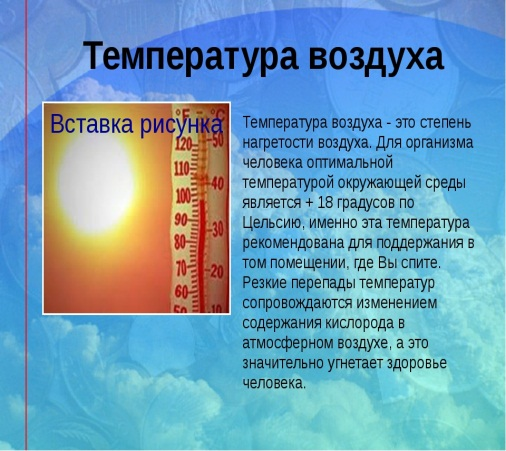 Температура воздуха
Вставка рисунка
°F °C
120
110
100
90
80
70
60
50
40
30
20
10
Температура воздуха - это степень
нагретости воздуха. Для организма
человека оптимальной
температурой окружающей среды
является + 18 градусов по
Цельсию, именно эта температура
рекомендована для поддержания в
том помещении, где Вы спите.
Резкие перепады температур
сопровождаются изменением
содержания кислорода в
атмосферном воздухе, а это
значительно угнетает здоровье
человека.